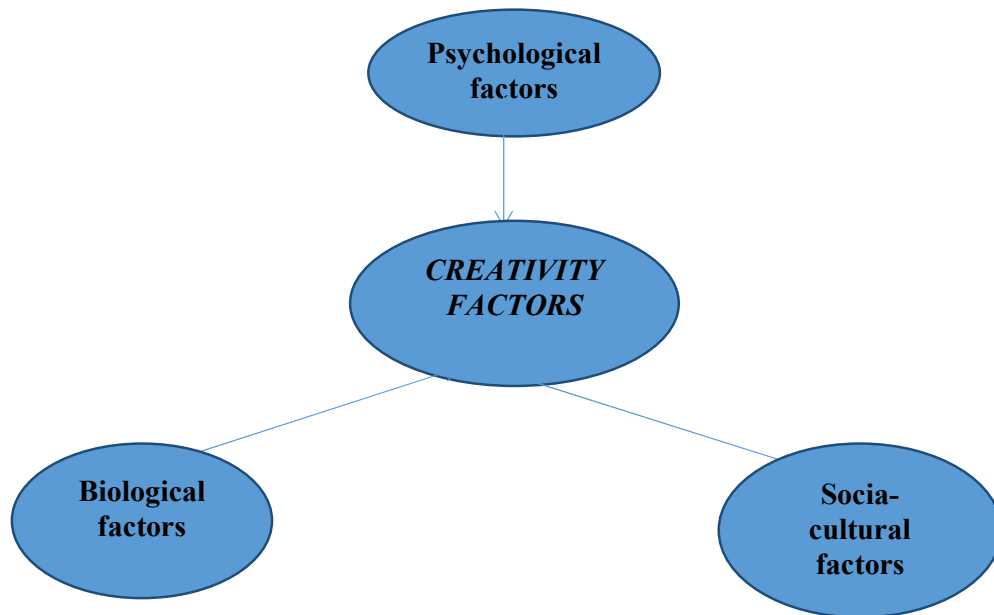 Psychological
factors
CREATIVITY
FACTORS
Biological
factors
Socia-
cultural
factors